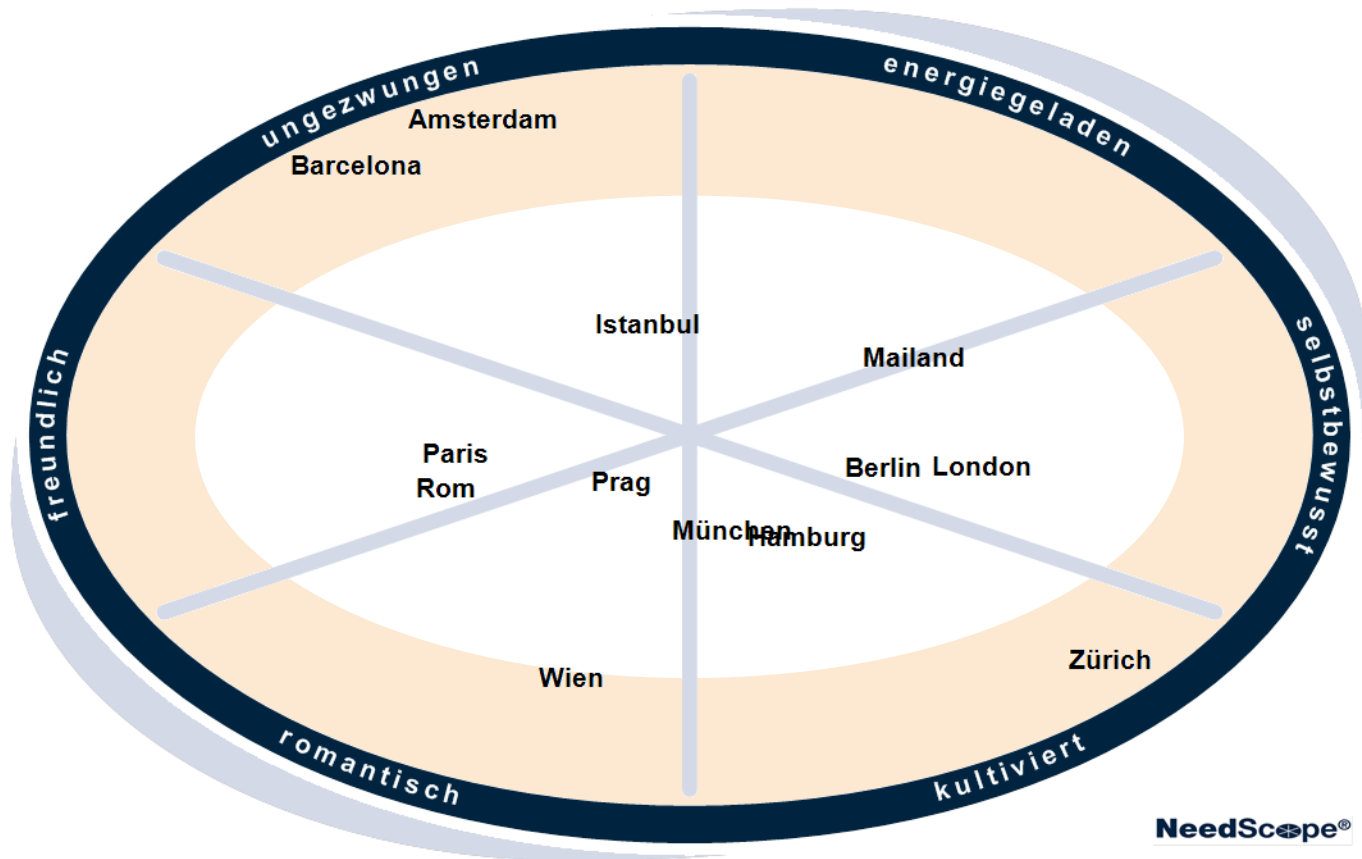 ungezwungen
energiegeladen
Amsterdam
Barcelona
Istanbul
Mailand
freundlich
selbstbewusst
Paris
Berlin London
Rom
Prag
München
Hamburg
Wien
Zürich
romantisch
kultiviert
NeedScope®